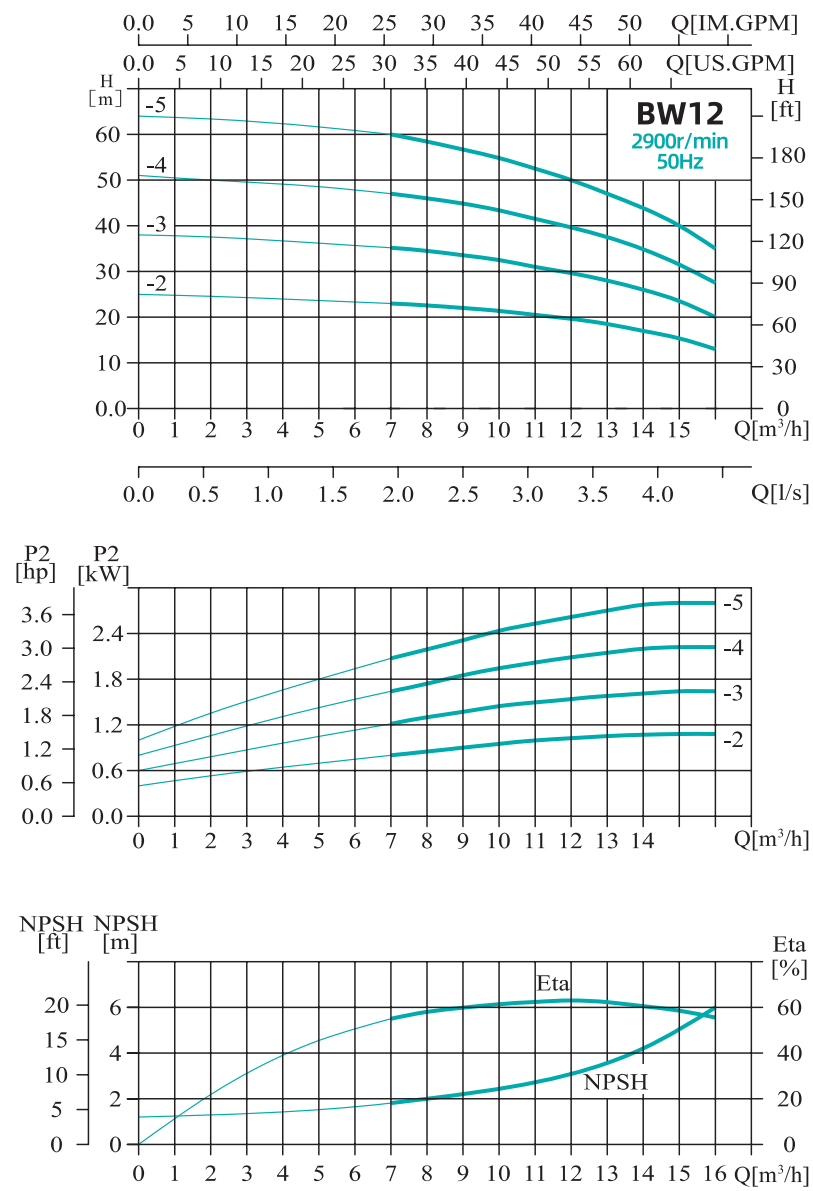 0.0 5 10 15 20 25 30 35 40 45 50 Q[IM.GPM]
0.0 5 10 15 20 25 30 35 40 45 50 55 60 Q[US.GPM]
H
[m]
H
[ft]
BW12
2900r/min
50Hz
-5
60
180
-4
50
150
-3
40
120
30
90
-2
20
60
10
30
0.0
0
0 1 2 3 4 5 6 7 8 9 10 11 12 13 14 15 Q[m³/h]
0.0 0.5 1.0 1.5 2.0 2.5 3.0 3.5 4.0 Q[l/s]
P2
[hp]
P2
[kW]
3.6
3.0
2.4
1.8
1.2
0.6
0.0
2.4
1.8
1.2
0.6
0.0
-5
-4
-3
-2
0 1 2 3 4 5 6 7 8 9 10 11 12 13 14 Q[m³/h]
NPSH
[ft]
NPSH
[m]
Eta
[%]
20
15
10
5
0
6
4
2
0
Eta
NPSH
60
40
20
0
0 1 2 3 4 5 6 7 8 9 10 11 12 13 14 15 16 Q[m³/h]